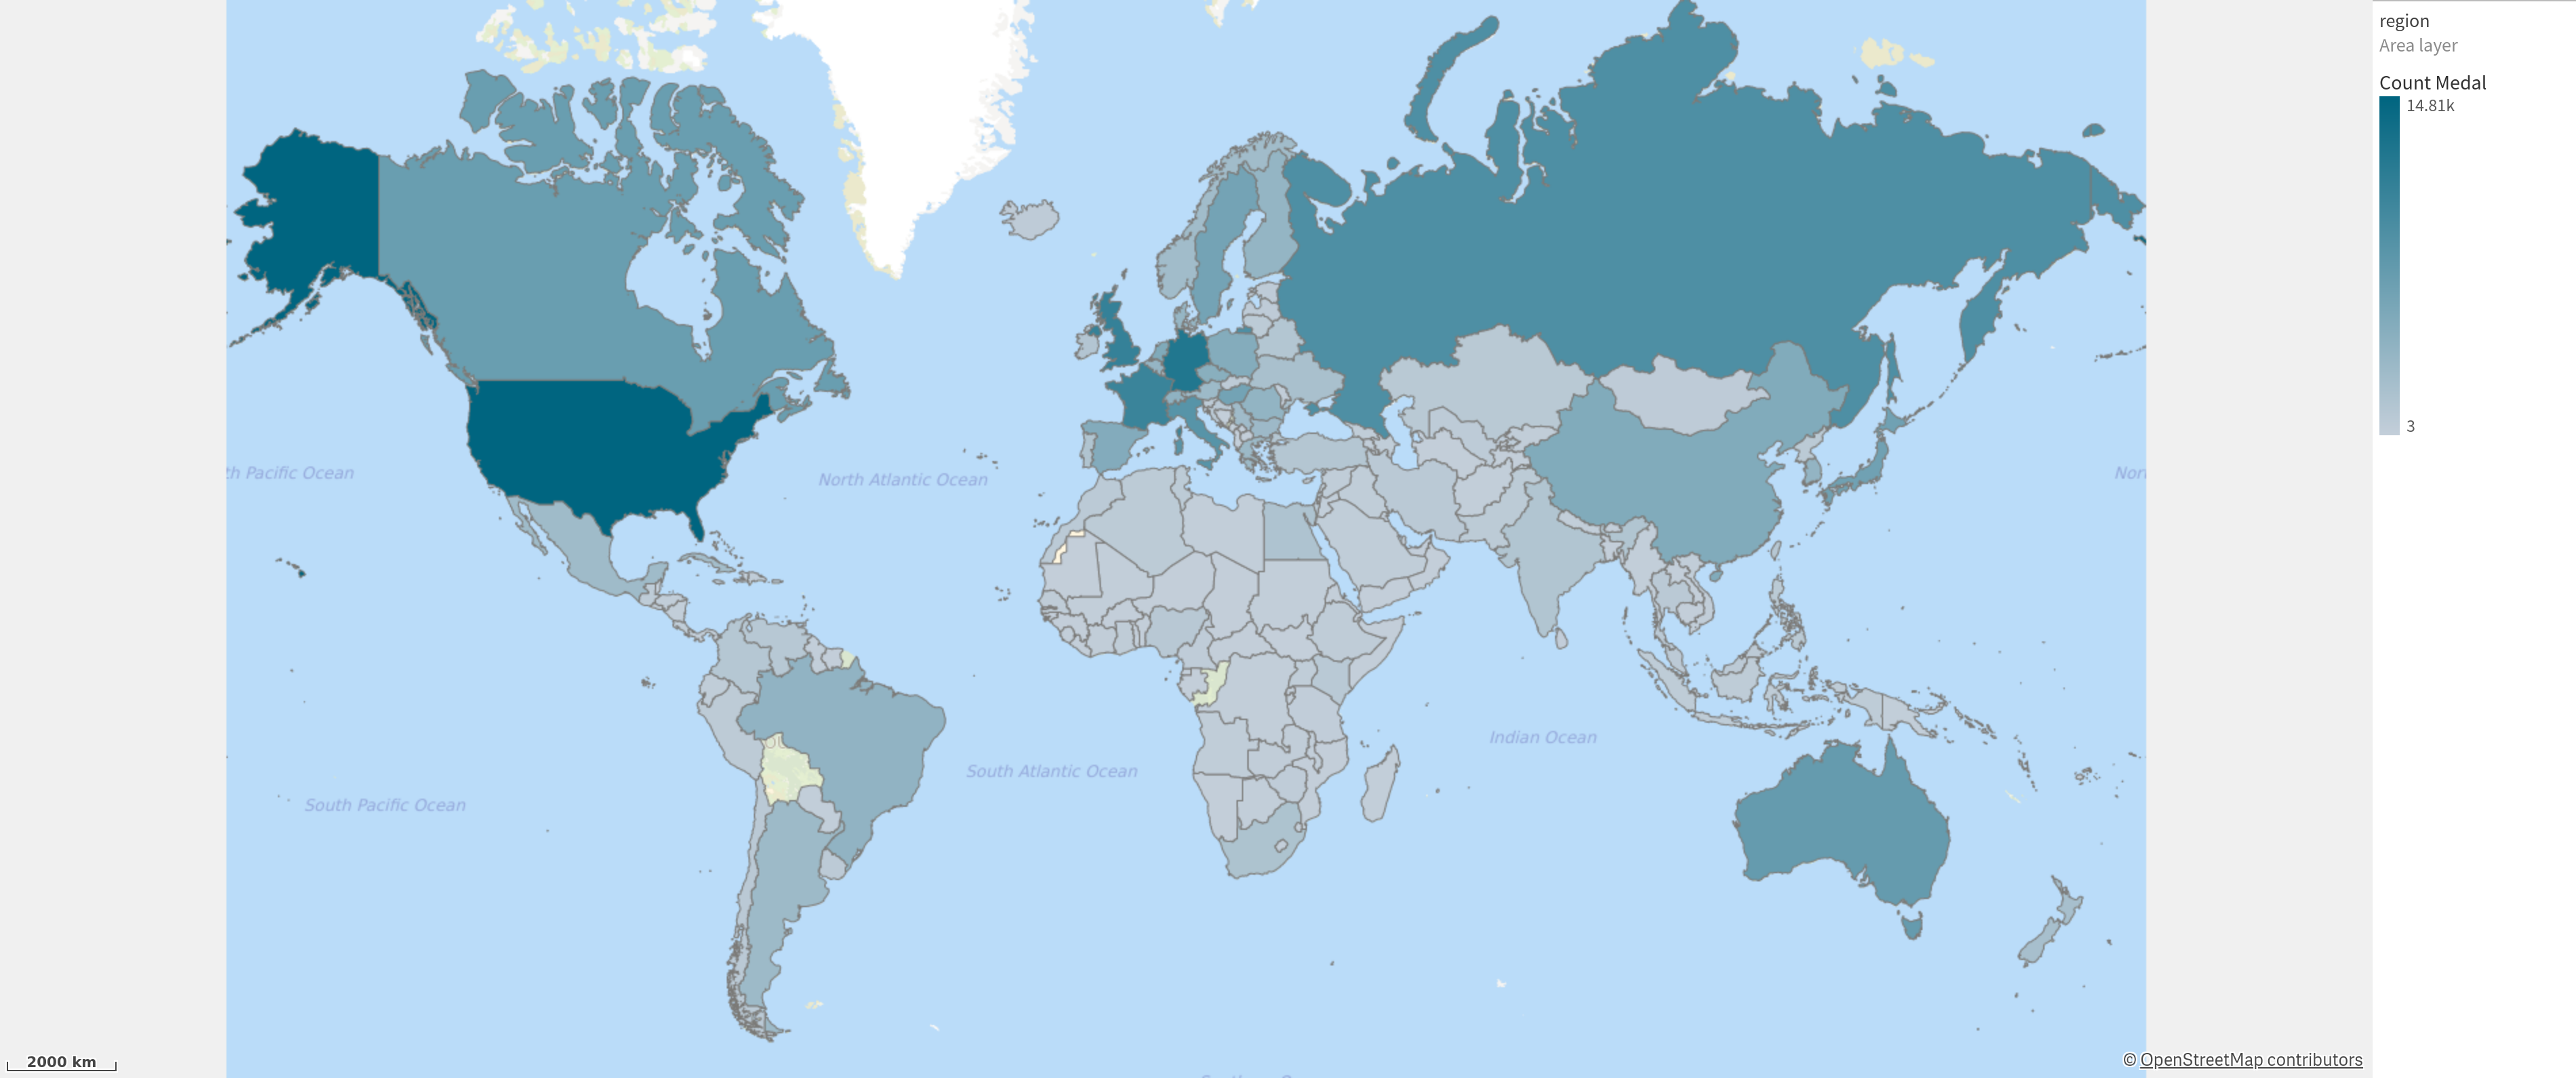 region
Area layer
Count Medal
14.81k
3
th Pacific Ocean
North Atlantic Ocean
Nor
South Pacific Ocean
South Atlantic Ocean
Indian Ocean
2000 km
© OpenStreetMap contributors